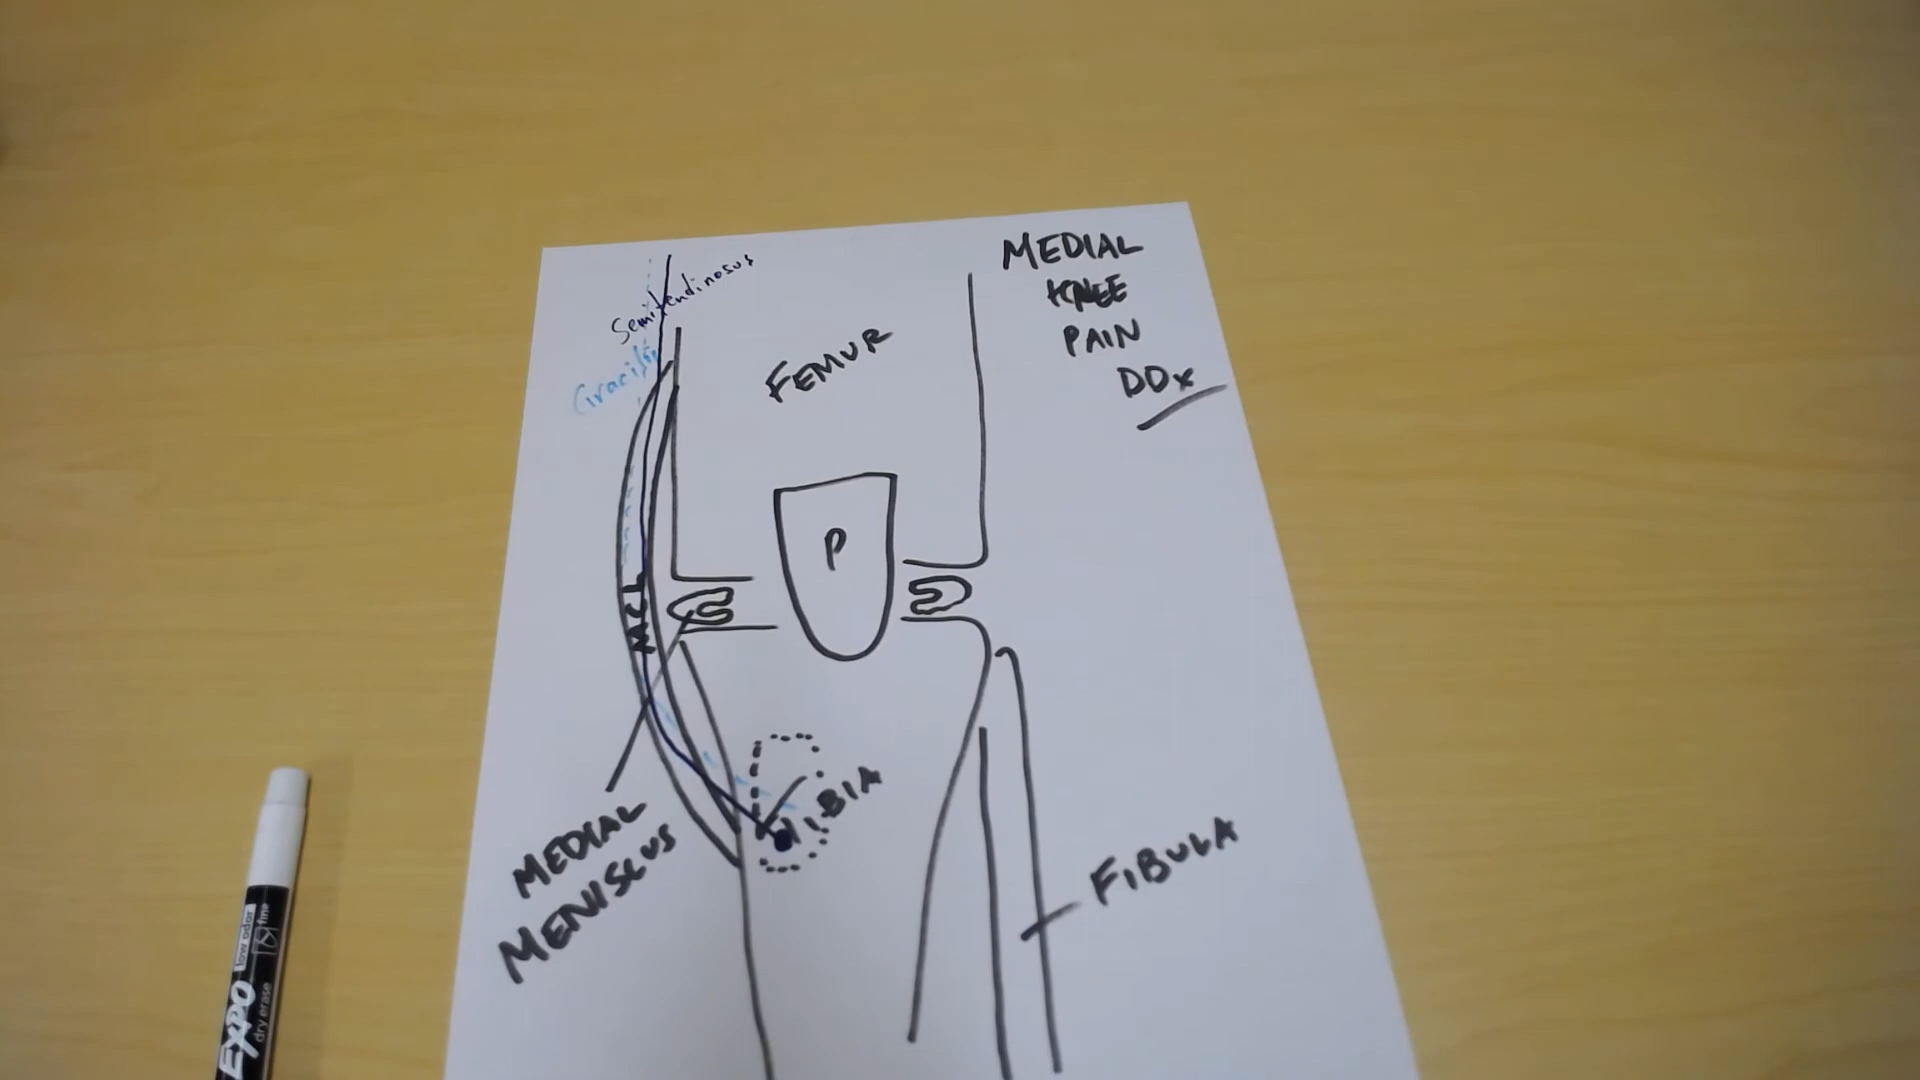 MEDIAL
KNEE
PAIN
DDx
Semitendinosus
Gracilis
FEMUR
P
MCL
TIBIA
MEDIAL
MENISCUS
FIBULA
EXPO
low odor
dry erase
fine